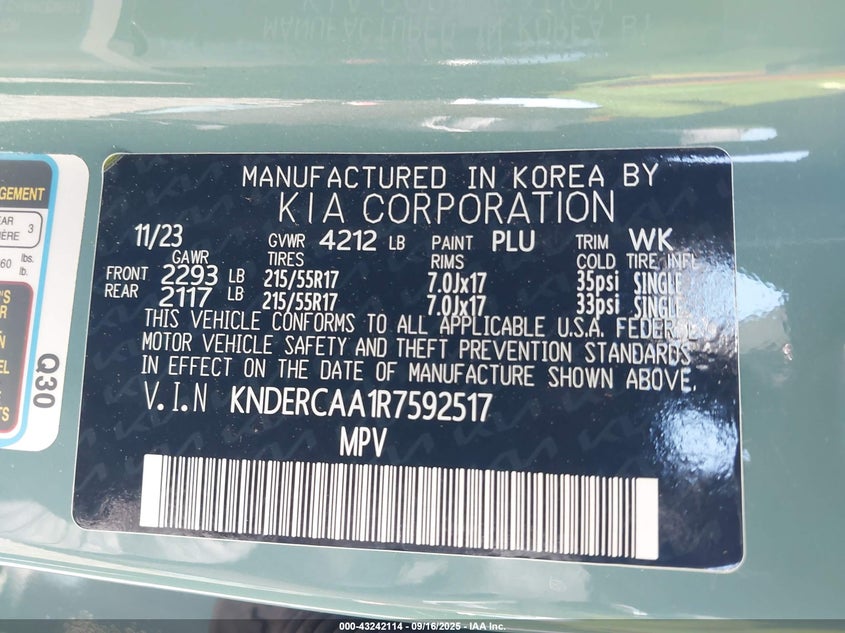 MANUFACTURED IN KOREA BY
KIA CORPORATION
11/23 GVWR 4212 LB PAINT PLU TRIM WK
GAWR TIRES RIMS COLD TIRE INFL
FRONT 2293 LB 215/55R17 7.0Jx17 35psi SINGLE
REAR 2117 LB 215/55R17 7.0Jx17 33psi SINGLE
THIS VEHICLE CONFORMS TO ALL APPLICABLE U.S.A. FEDERAL
MOTOR VEHICLE SAFETY AND THEFT PREVENTION STANDARDS
IN EFFECT ON THE DATE OF MANUFACTURE SHOWN ABOVE.
V.I.N KNDERCAA1R7592517
MPV
Q30
3
lbs.
lb.
000-43242114 - 09/16/2025 - IAA Inc.